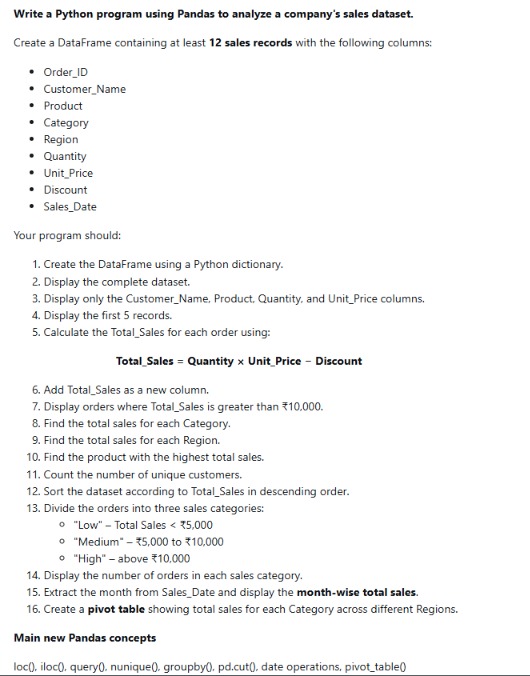 Write a Python program using Pandas to analyze a company's sales dataset.
Create a DataFrame containing at least 12 sales records with the following columns:
• Order_ID
• Customer_Name
• Product
• Category
• Region
• Quantity
• Unit_Price
• Discount
• Sales_Date
Your program should:
1. Create the DataFrame using a Python dictionary.
2. Display the complete dataset.
3. Display only the Customer_Name, Product, Quantity, and Unit_Price columns.
4. Display the first 5 records.
5. Calculate the Total_Sales for each order using:
Total_Sales = Quantity × Unit_Price − Discount
6. Add Total_Sales as a new column.
7. Display orders where Total_Sales is greater than ₹10,000.
8. Find the total sales for each Category.
9. Find the total sales for each Region.
10. Find the product with the highest total sales.
11. Count the number of unique customers.
12. Sort the dataset according to Total_Sales in descending order.
13. Divide the orders into three sales categories:
○ "Low" – Total Sales < ₹5,000
○ "Medium" – ₹5,000 to ₹10,000
○ "High" – above ₹10,000
14. Display the number of orders in each sales category.
15. Extract the month from Sales_Date and display the month-wise total sales.
16. Create a pivot table showing total sales for each Category across different Regions.
Main new Pandas concepts
loc(), iloc(), query(), nunique(), groupby(), pd.cut(), date operations, pivot_table()